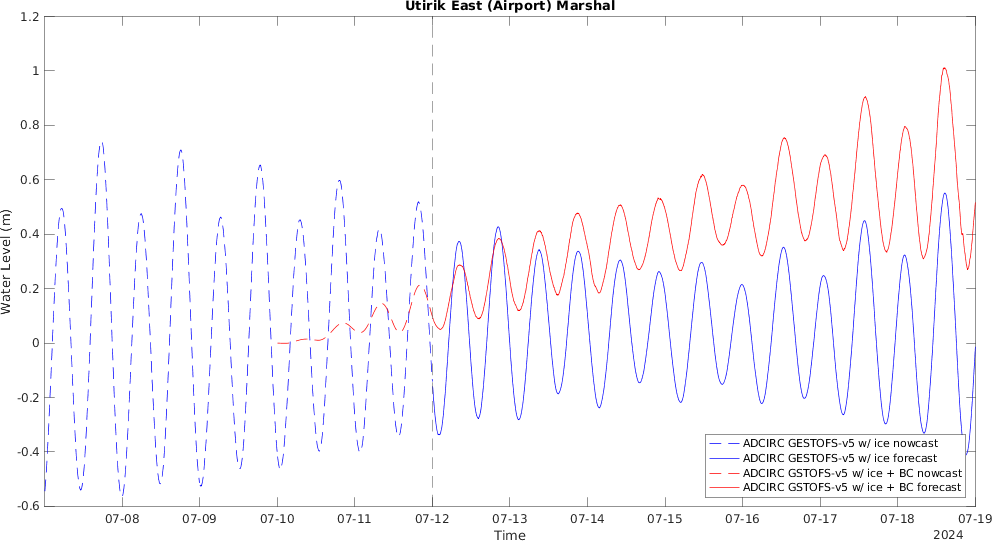 Utirik East (Airport) Marshal
1.2
1
0.8
0.6
0.4
0.2
0
-0.2
-0.4
-0.6
Water Level (m)
ADCIRC GESTOFS-v5 w/ ice nowcast
ADCIRC GESTOFS-v5 w/ ice forecast
ADCIRC GSTOFS-v5 w/ ice + BC nowcast
ADCIRC GSTOFS-v5 w/ ice + BC forecast
07-08 07-09 07-10 07-11 07-12 07-13 07-14 07-15 07-16 07-17 07-18 07-19
Time
2024